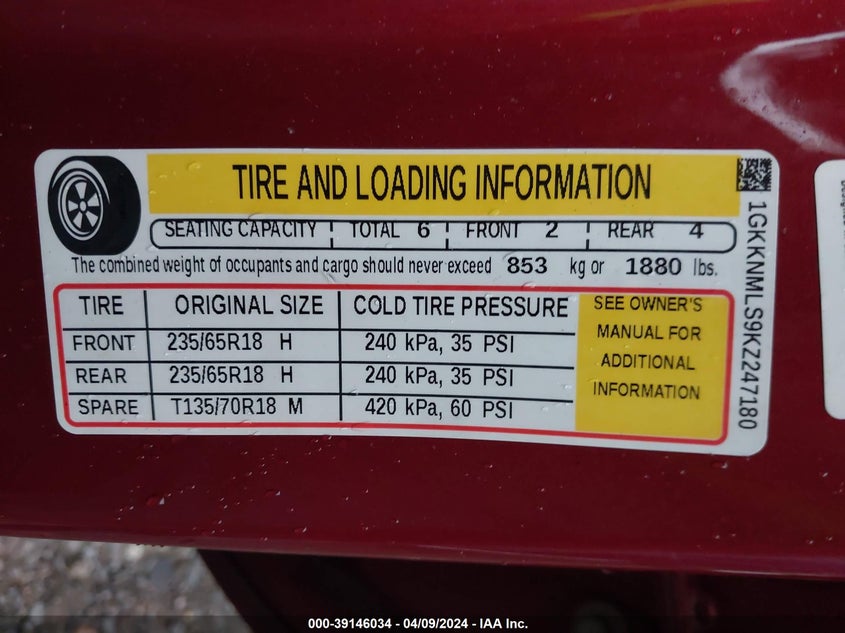 TIRE AND LOADING INFORMATION
SEATING CAPACITY TOTAL 6 FRONT 2 REAR 4
The combined weight of occupants and cargo should never exceed 853 kg or 1880 lbs.
TIRE ORIGINAL SIZE COLD TIRE PRESSURE
FRONT 235/65R18 H 240 kPa, 35 PSI
REAR 235/65R18 H 240 kPa, 35 PSI
SPARE T135/70R18 M 420 kPa, 60 PSI
SEE OWNER'S
MANUAL FOR
ADDITIONAL
INFORMATION
1GKKNMLS9KZ247180
000-39146034 - 04/09/2024 - IAA Inc.